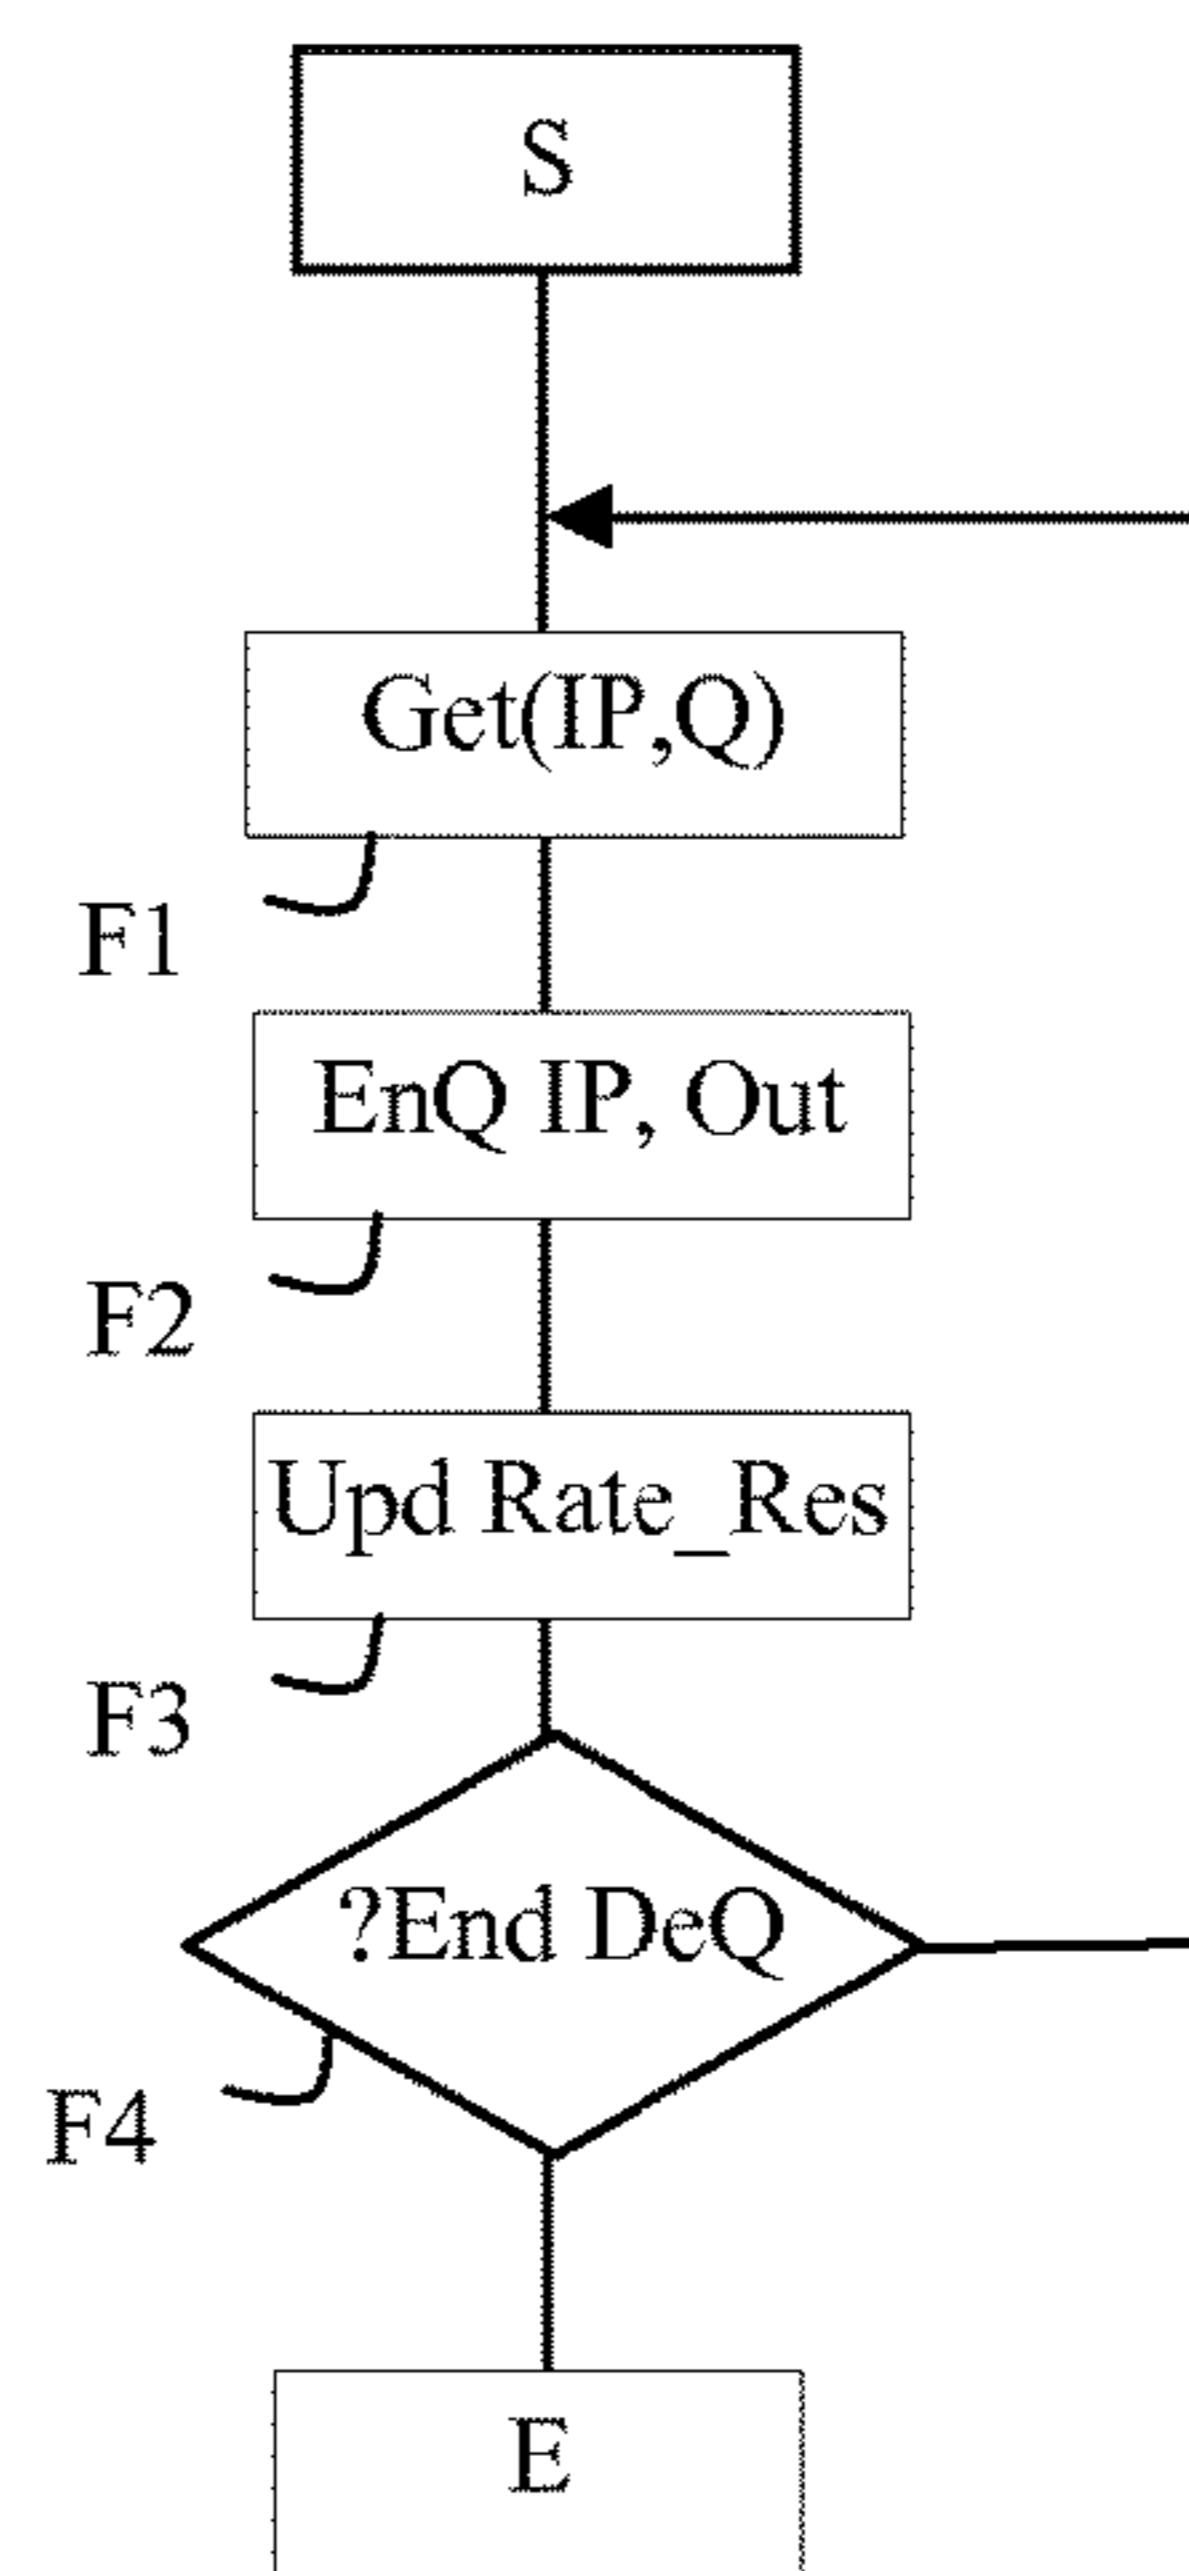 S
Get(IP,Q)
F1
EnQ IP, Out
F2
Upd Rate_Res
F3
?End DeQ
F4
E